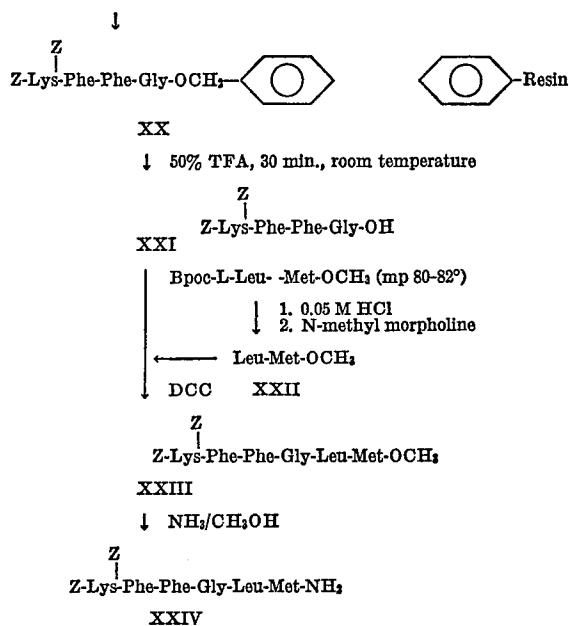 ↓
Z
Z-Lys-Phe-Phe-Gly-OCH₂- -Resin
XX
↓ 50% TFA, 30 min., room temperature
Z
Z-Lys-Phe-Phe-Gly-OH
XXI
Bpoc-L-Leu- -Met-OCH₃ (mp 80-82°)
↓ 1. 0.05 M HCl
2. N-methyl morpholine
← Leu-Met-OCH₃
↓ DCC XXII
Z
Z-Lys-Phe-Phe-Gly-Leu-Met-OCH₃
XXIII
↓ NH₃/CH₃OH
Z
Z-Lys-Phe-Phe-Gly-Leu-Met-NH₂
XXIV